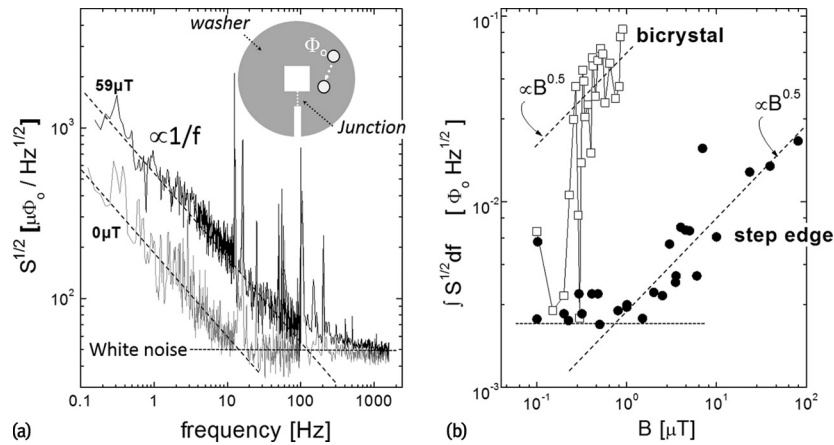 washer
Φo
Junction
59μT
∝1/f
0μT
White noise
S^1/2 [μΦo / Hz^1/2]
10^3
10^2
0.1 1 10 100 1000
frequency [Hz]
(a)
bicrystal
∝B^0.5
∝B^0.5
step edge
∫ S^1/2df [ Φo Hz^1/2]
10^-1
10^-2
10^-3
10^-1 10^0 10^1 10^2
B [μT]
(b)